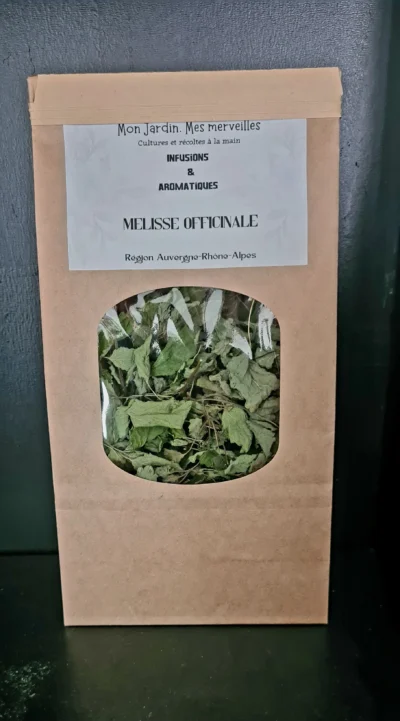 Mon Jardin. Mes merveilles
Cultures et récoltes à la main
INFUSIONS
&
AROMATIQUES
MELISSE OFFICINALE
Région Auvergne-Rhône-Alpes